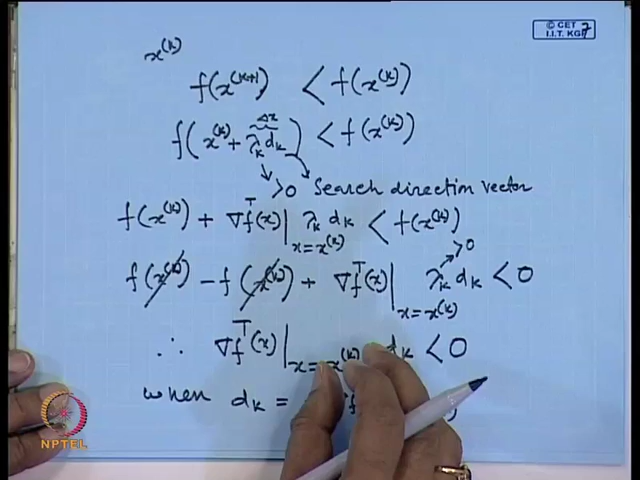 © CET
I.I.T. KGP
7
x^(k)
f(x^(k+1)) < f(x^(k))
Δx
f(x^(k) + λ_k d_k) < f(x^(k))
>0 Search direction vector
f(x^(k)) + ∇f^T(x)|_{x=x^(k)} λ_k d_k < f(x^(k))
>0
f(x^(k)) - f(x^(k)) + ∇f^T(x)|_{x=x^(k)} λ_k d_k < 0
∴ ∇f^T(x)|_{x=x^(k)} d_k < 0
when d_k =
NPTEL